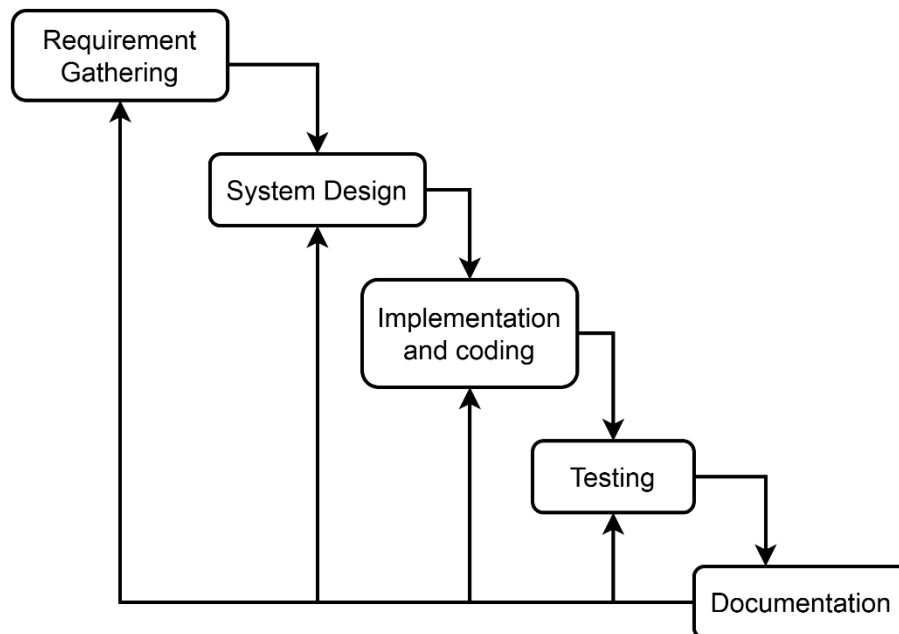 Requirement
Gathering
System Design
Implementation
and coding
Testing
Documentation